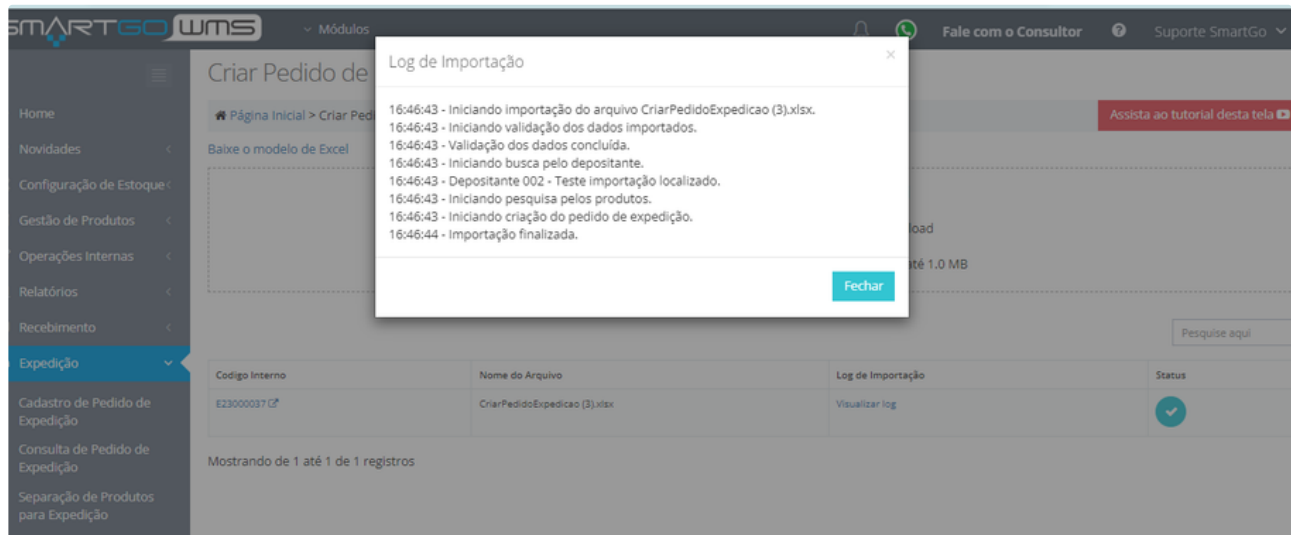 SMARTGO WMS
Módulos
Fale com o Consultor
Suporte SmartGo
Home
Novidades
Configuração de Estoque
Gestão de Produtos
Operações Internas
Relatórios
Recebimento
Expedição
Cadastro de Pedido de
Expedição
Consulta de Pedido de
Expedição
Separação de Produtos
para Expedição
Criar Pedido de
Página Inicial > Criar Pedi
Assista ao tutorial desta tela
Baixe o modelo de Excel
load
até 1.0 MB
Log de Importação
×
16:46:43 - Iniciando importação do arquivo CriarPedidoExpedicao (3).xlsx.
16:46:43 - Iniciando validação dos dados importados.
16:46:43 - Validação dos dados concluída.
16:46:43 - Iniciando busca pelo depositante.
16:46:43 - Depositante 002 - Teste importação localizado.
16:46:43 - Iniciando pesquisa pelos produtos.
16:46:43 - Iniciando criação do pedido de expedição.
16:46:44 - Importação finalizada.
Fechar
Pesquise aqui
Codigo Interno
Nome do Arquivo
Log de Importação
Status
E23000037
CriarPedidoExpedicao (3).xlsx
Visualizar log
Mostrando de 1 até 1 de 1 registros